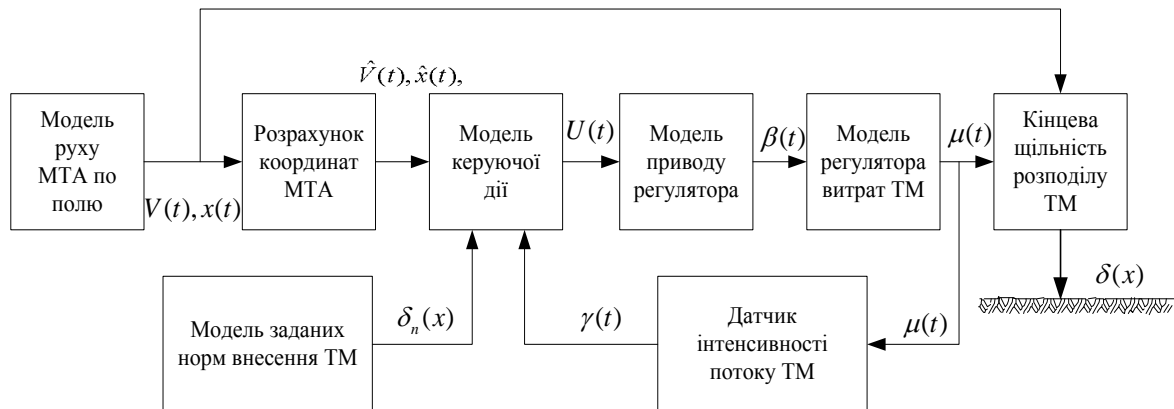 V̂(t), x̂(t),
Модель
руху
МТА по
полю
V(t), x(t)
Розрахунок
координат
МТА
Модель
керуючої
дії
U(t)
Модель
приводу
регулятора
β(t)
Модель
регулятора
витрат ТМ
μ(t)
Кінцева
щільність
розподілу
ТМ
δ(x)
Модель заданих
норм внесення ТМ
δₙ(x)
γ(t)
Датчик
інтенсивності
потоку ТМ
μ(t)